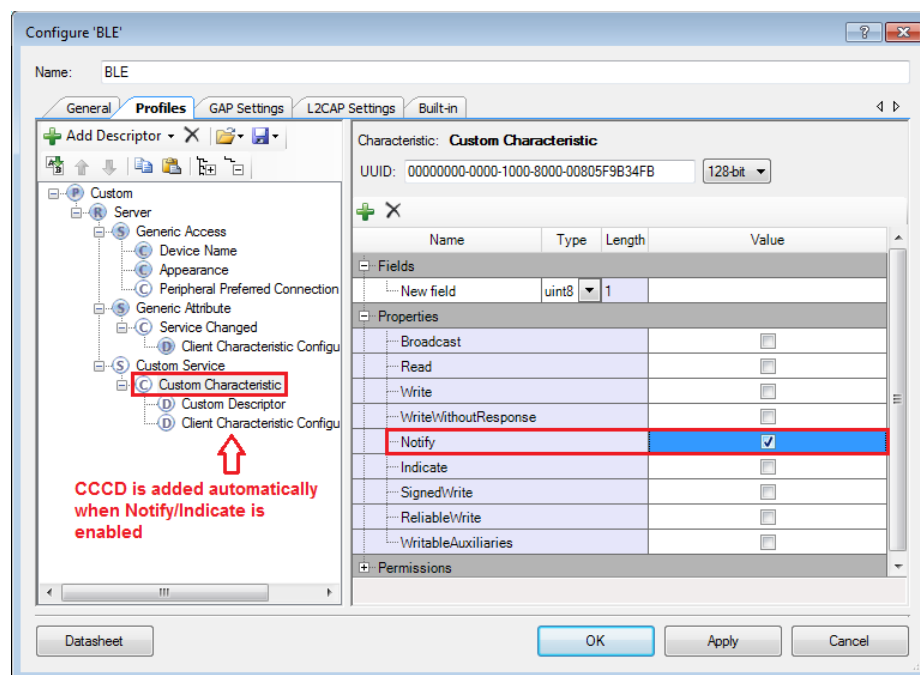 Configure 'BLE'
Name: BLE
General Profiles GAP Settings L2CAP Settings Built-in
Add Descriptor
Custom
Server
Generic Access
Device Name
Appearance
Peripheral Preferred Connection
Generic Attribute
Service Changed
Client Characteristic Configu
Custom Service
Custom Characteristic
Custom Descriptor
Client Characteristic Configu
CCCD is added automatically
when Notify/Indicate is
enabled
Characteristic: Custom Characteristic
UUID: 00000000-0000-1000-8000-00805F9B34FB 128-bit
Name Type Length Value
Fields
New field uint8 1
Properties
Broadcast
Read
Write
WriteWithoutResponse
Notify
Indicate
SignedWrite
ReliableWrite
WritableAuxiliaries
Permissions
Datasheet OK Apply Cancel